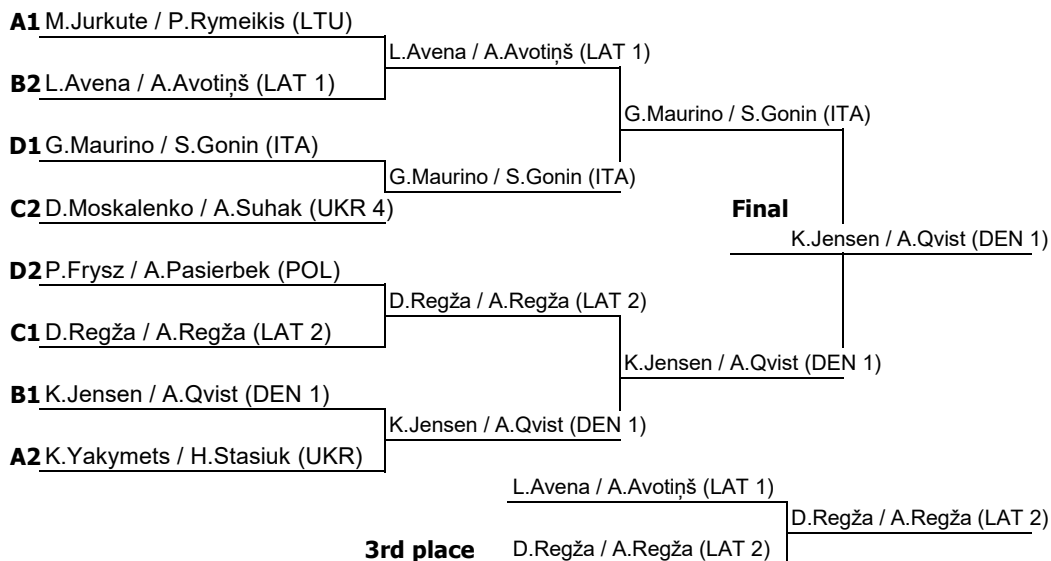 A1 M.Jurkute / P.Rymeikis (LTU)
L.Avena / A.Avotiņš (LAT 1)
B2 L.Avena / A.Avotiņš (LAT 1)
G.Maurino / S.Gonin (ITA)
D1 G.Maurino / S.Gonin (ITA)
G.Maurino / S.Gonin (ITA)
C2 D.Moskalenko / A.Suhak (UKR 4)
Final
K.Jensen / A.Qvist (DEN 1)
D2 P.Frysz / A.Pasierbek (POL)
D.Regža / A.Regža (LAT 2)
C1 D.Regža / A.Regža (LAT 2)
K.Jensen / A.Qvist (DEN 1)
B1 K.Jensen / A.Qvist (DEN 1)
K.Jensen / A.Qvist (DEN 1)
A2 K.Yakymets / H.Stasiuk (UKR)
L.Avena / A.Avotiņš (LAT 1)
D.Regža / A.Regža (LAT 2)
3rd place D.Regža / A.Regža (LAT 2)